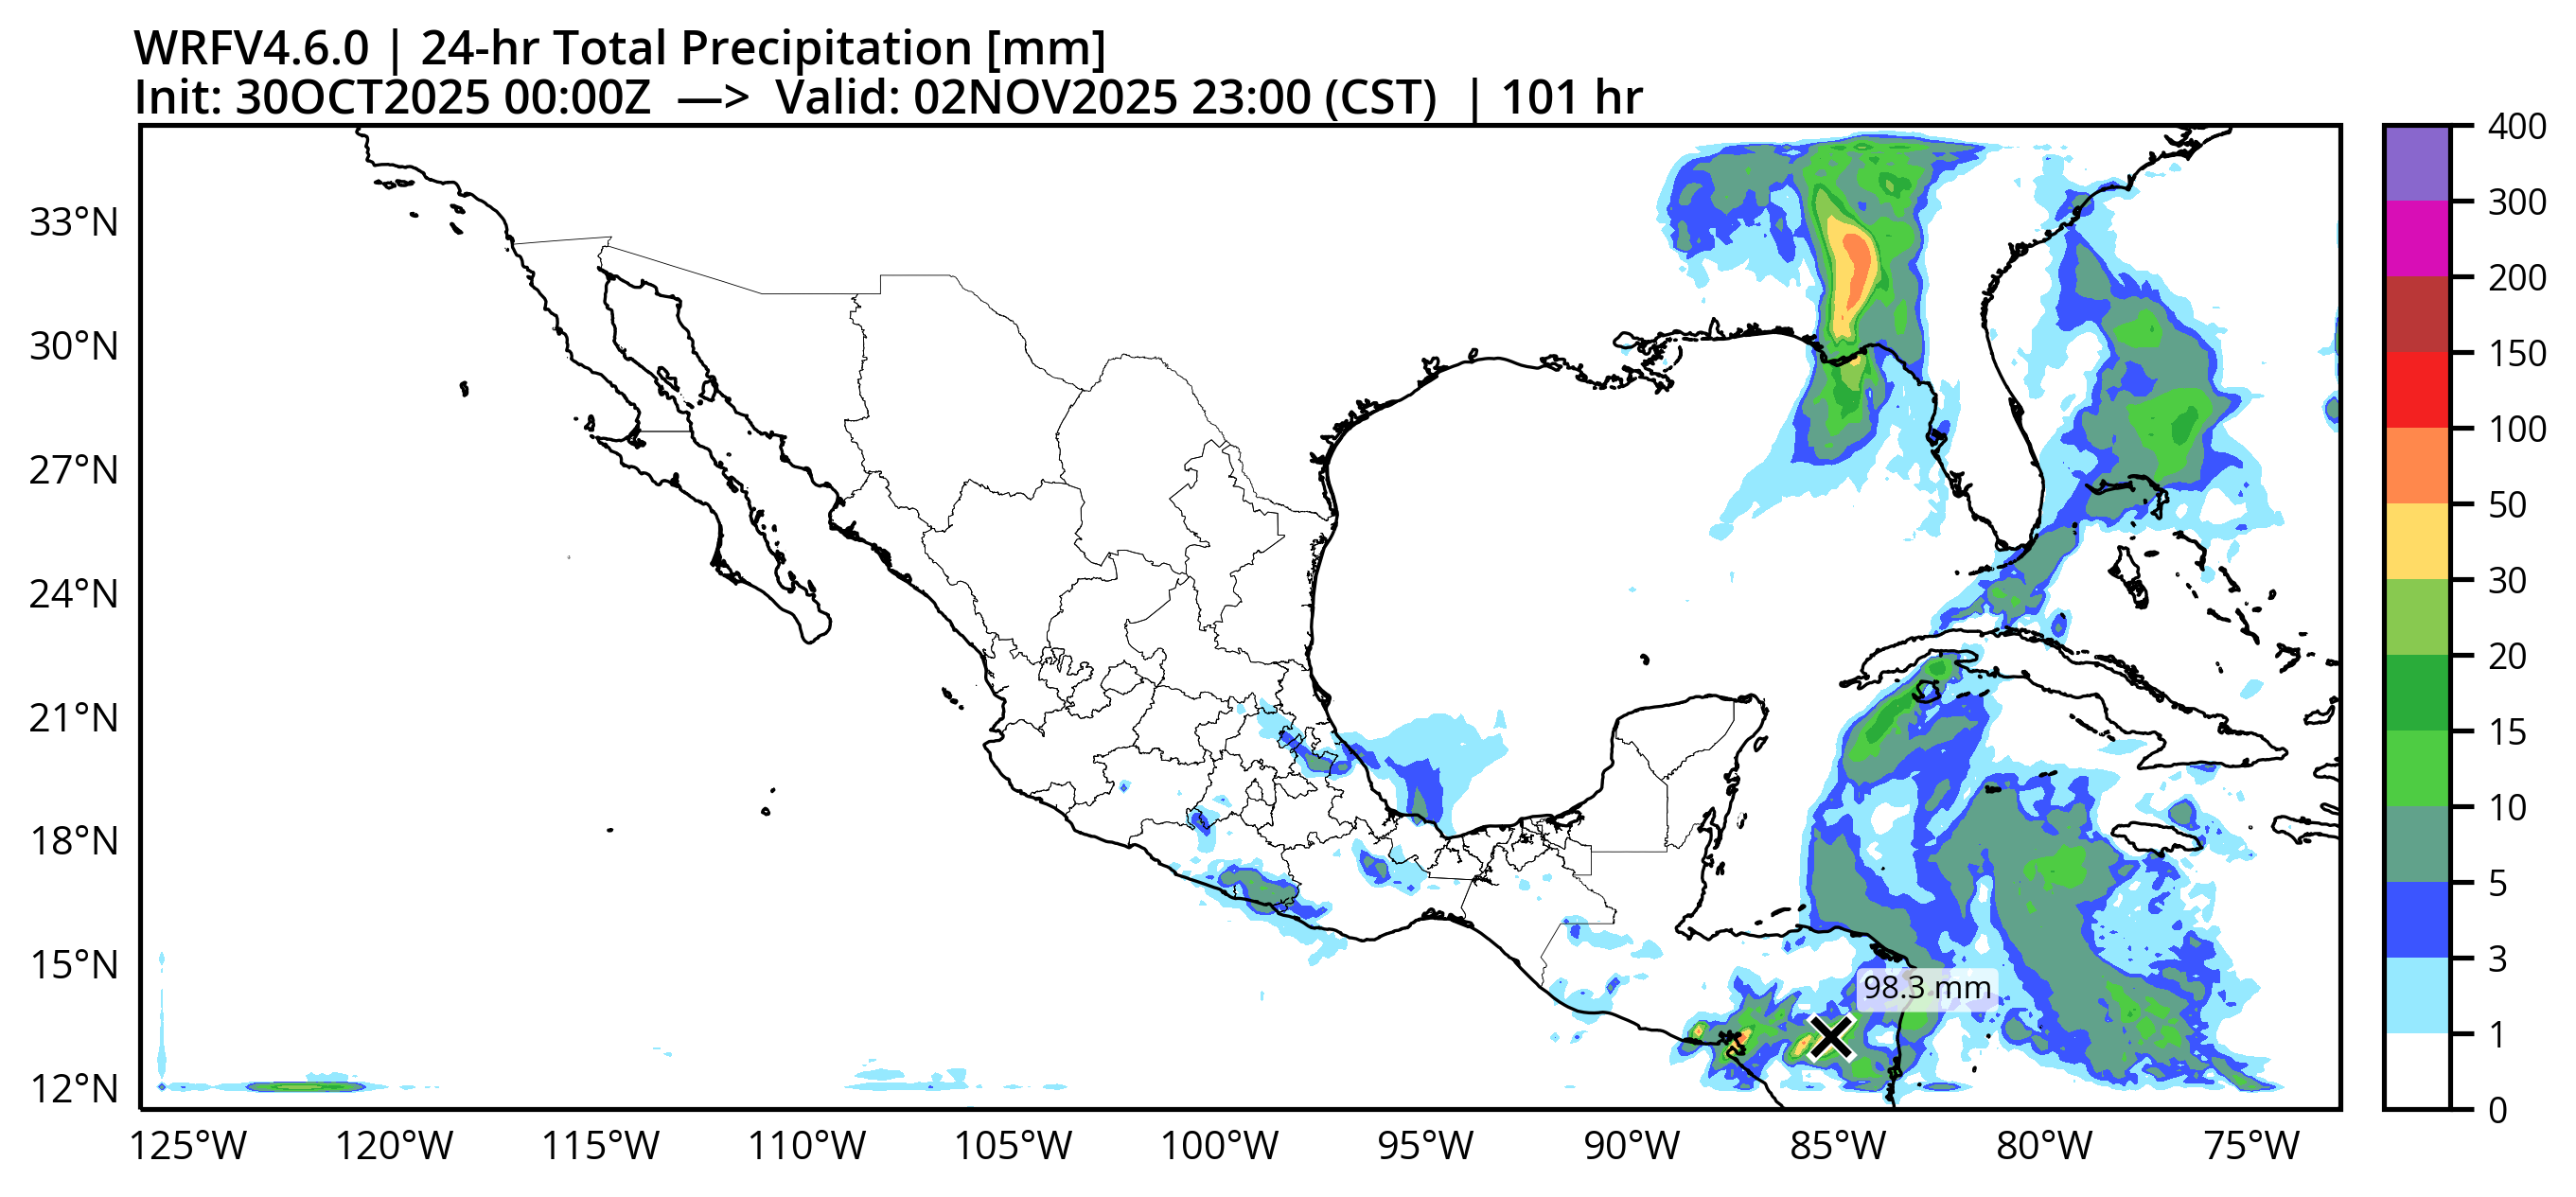 WRFV4.6.0 | 24-hr Total Precipitation [mm]
Init: 30OCT2025 00:00Z —> Valid: 02NOV2025 23:00 (CST) | 101 hr
33°N
30°N
27°N
24°N
21°N
18°N
15°N
12°N
98.3 mm
125°W 120°W 115°W 110°W 105°W 100°W 95°W 90°W 85°W 80°W 75°W
400
300
200
150
100
50
30
20
15
10
5
3
1
0